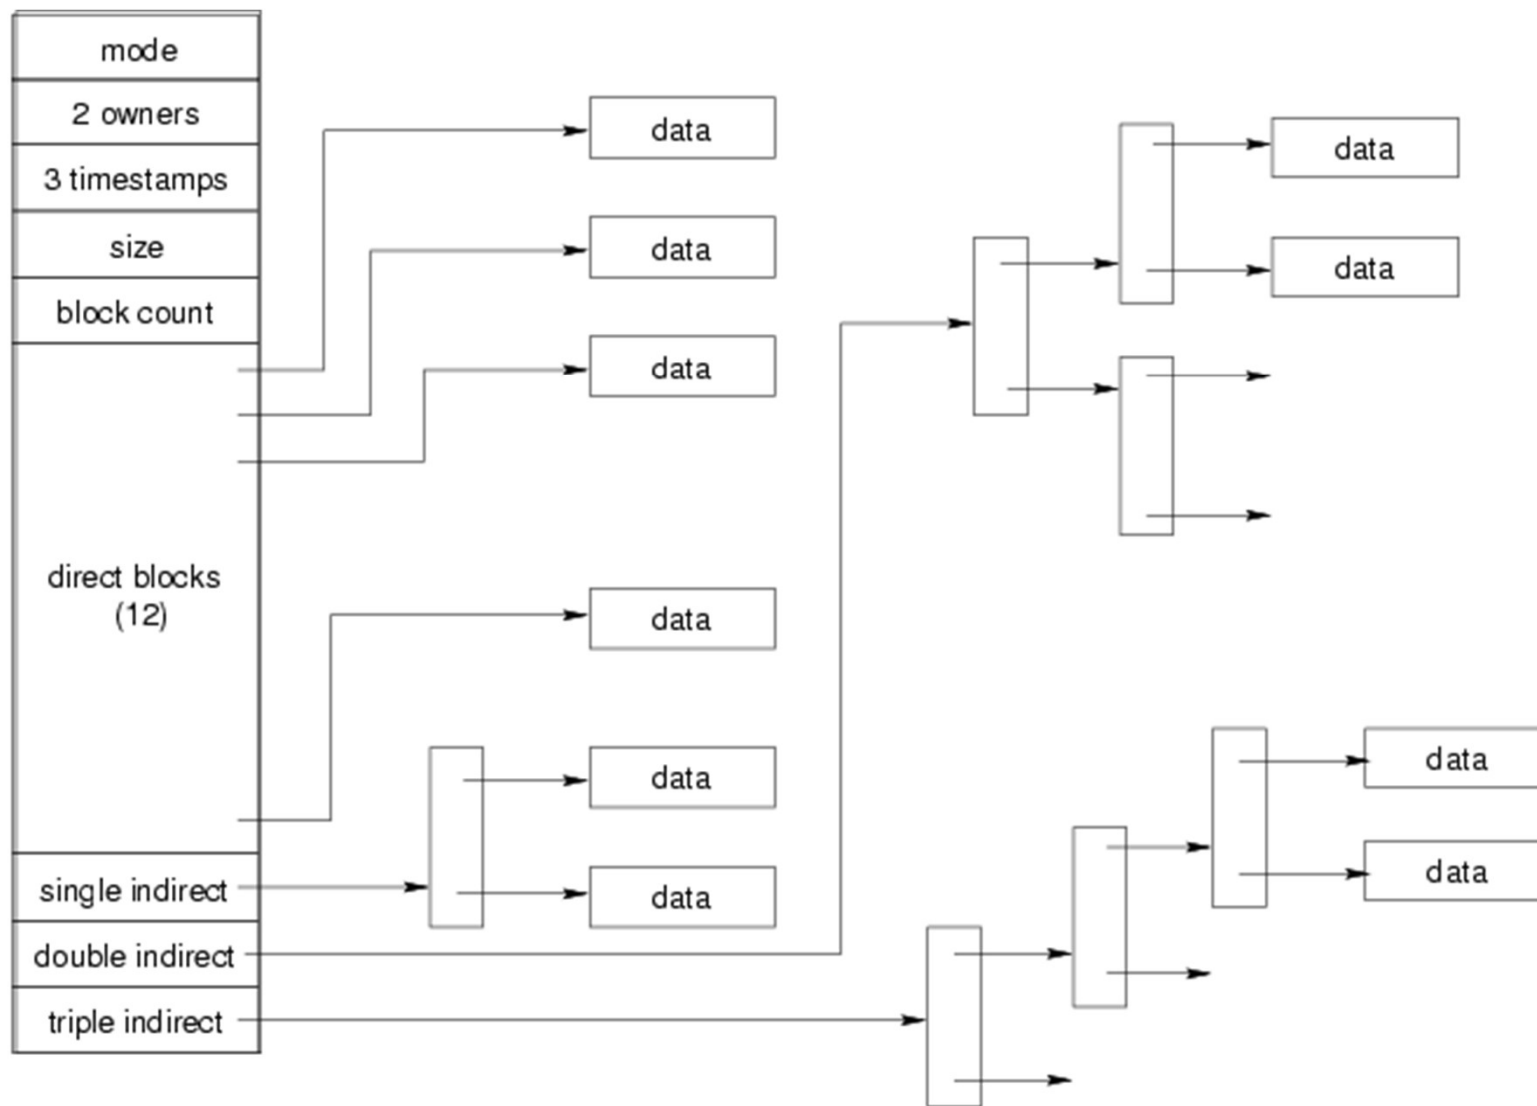 mode
2 owners
3 timestamps
size
block count
direct blocks
(12)
single indirect
double indirect
triple indirect
data
data
data
data
data
data
data
data
data
data